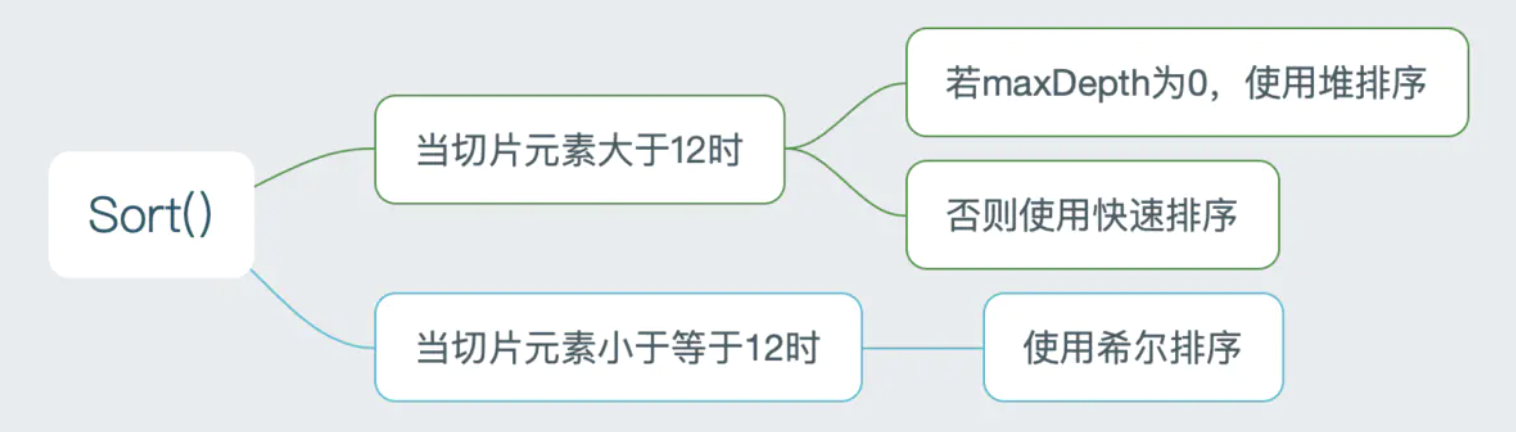 Sort()
当切片元素大于12时
若maxDepth为0，使用堆排序
否则使用快速排序
当切片元素小于等于12时
使用希尔排序